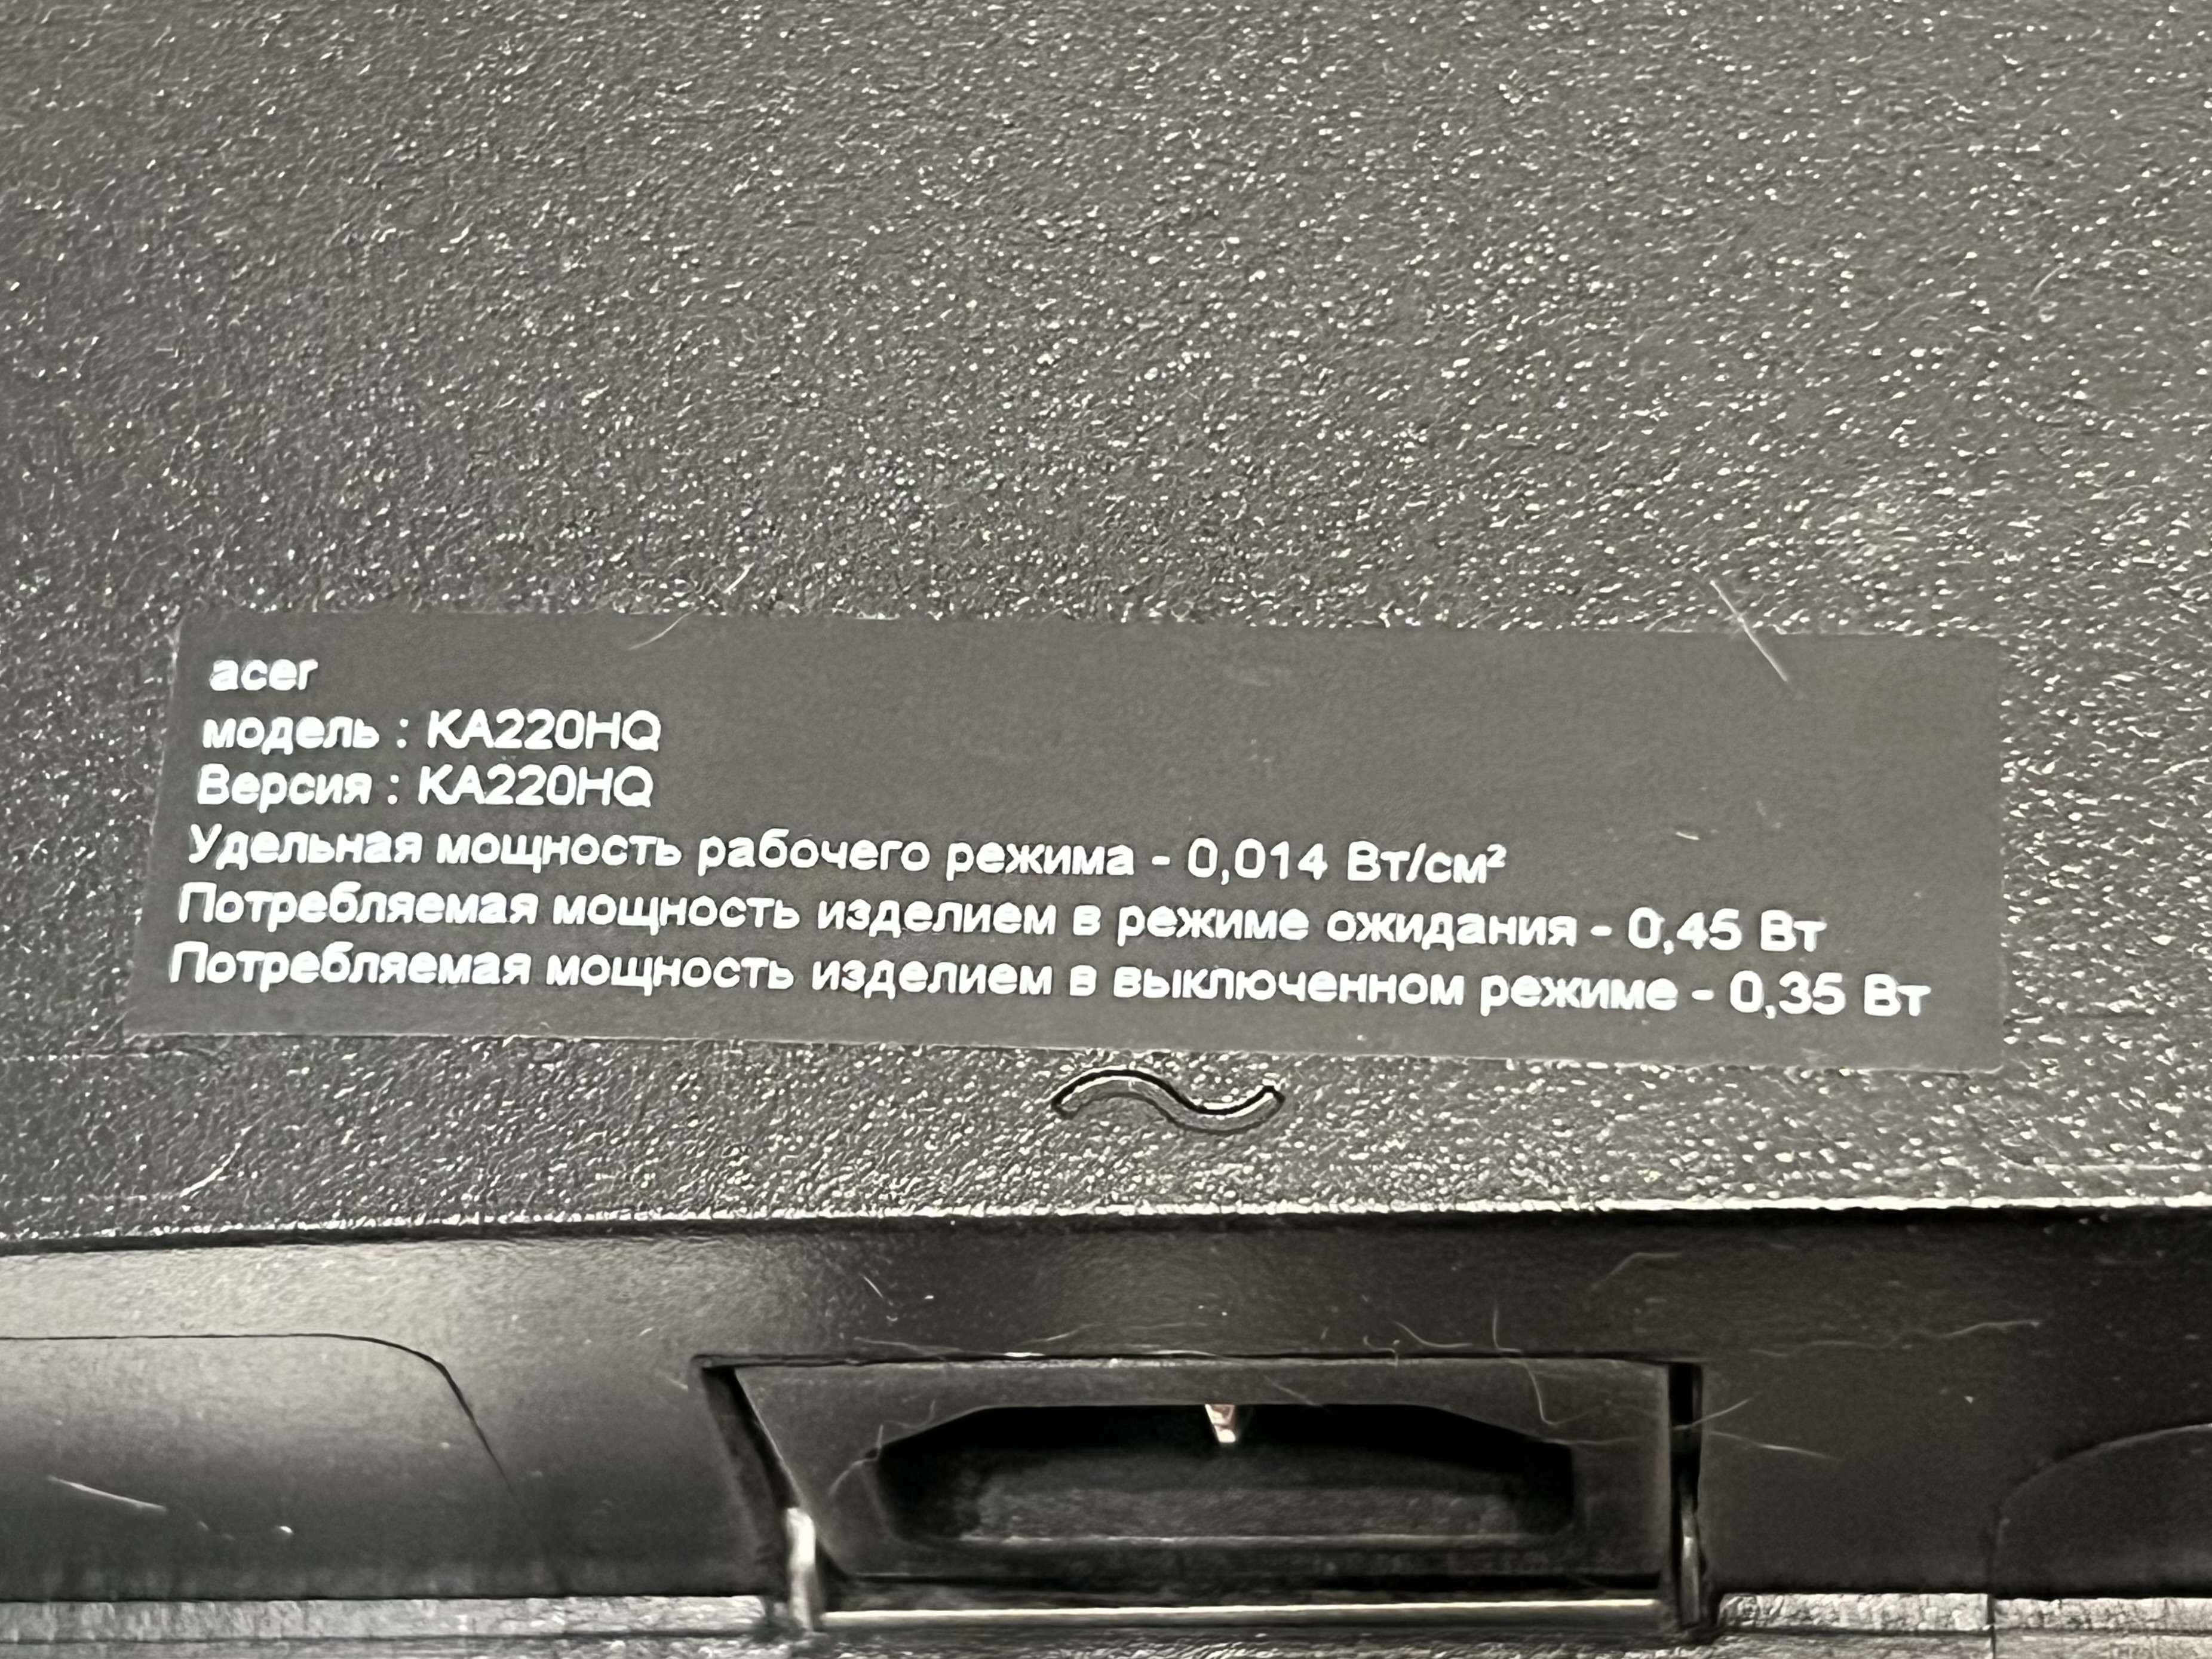 acer
модель : KA220HQ
Версия : KA220HQ
Удельная мощность рабочего режима - 0,014 Вт/см²
Потребляемая мощность изделием в режиме ожидания - 0,45 Вт
Потребляемая мощность изделием в выключенном режиме - 0,35 Вт